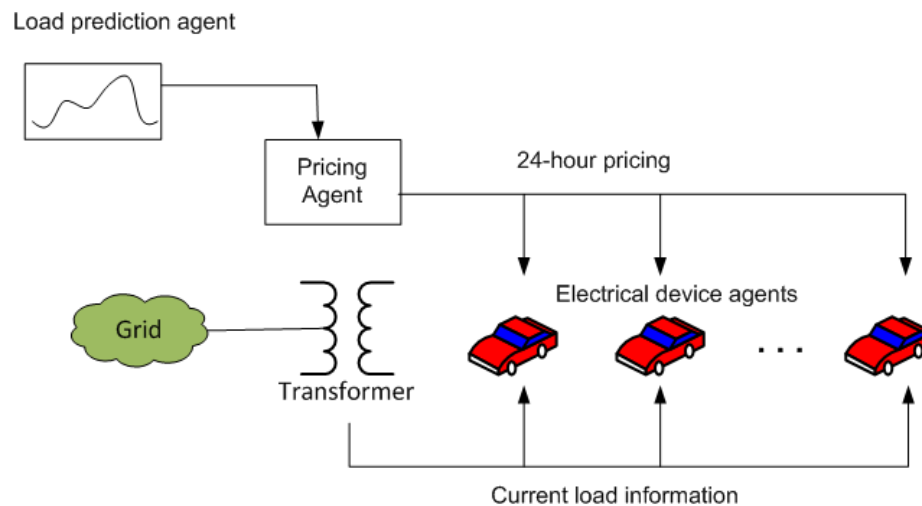 Load prediction agent
Pricing
Agent
24-hour pricing
Electrical device agents
Grid
. . .
Transformer
Current load information